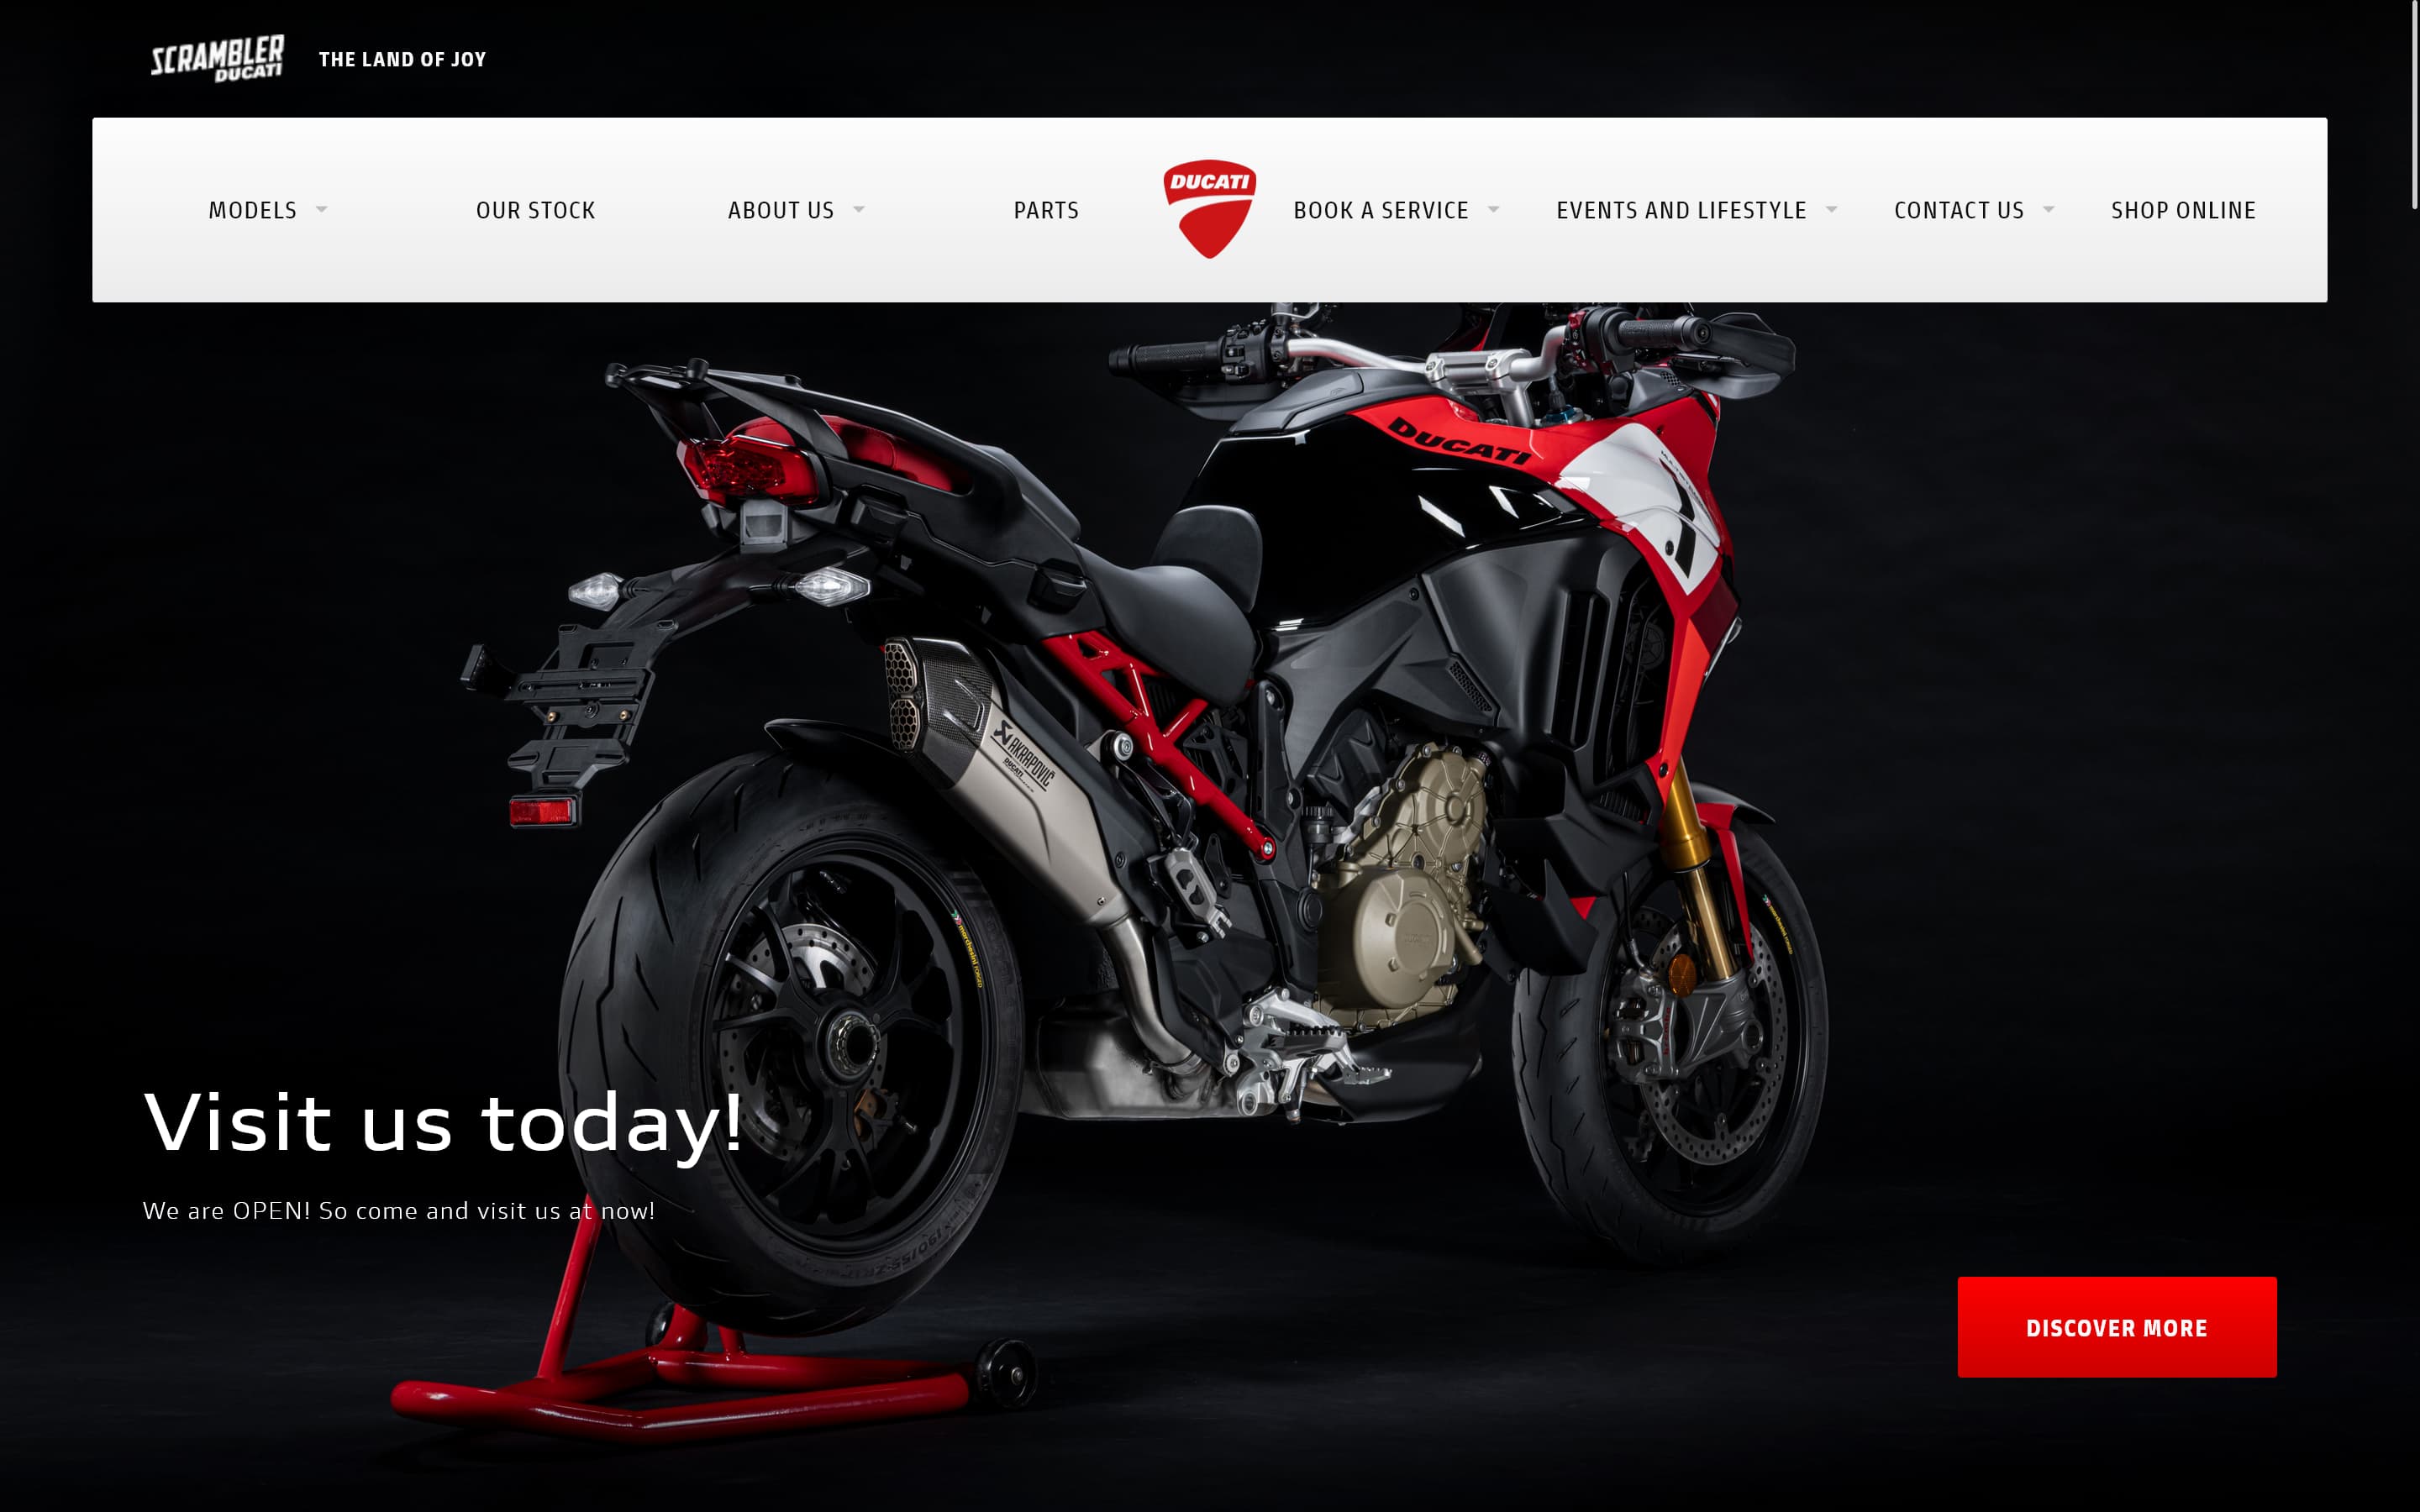 SCRAMBLER
DUCATI
THE LAND OF JOY
MODELS
OUR STOCK
ABOUT US
PARTS
DUCATI
BOOK A SERVICE
EVENTS AND LIFESTYLE
CONTACT US
SHOP ONLINE
DUCATI
AKRAPOVIČ
DUCATI
marchesini
Visit us today!
We are OPEN! So come and visit us at now!
DISCOVER MORE